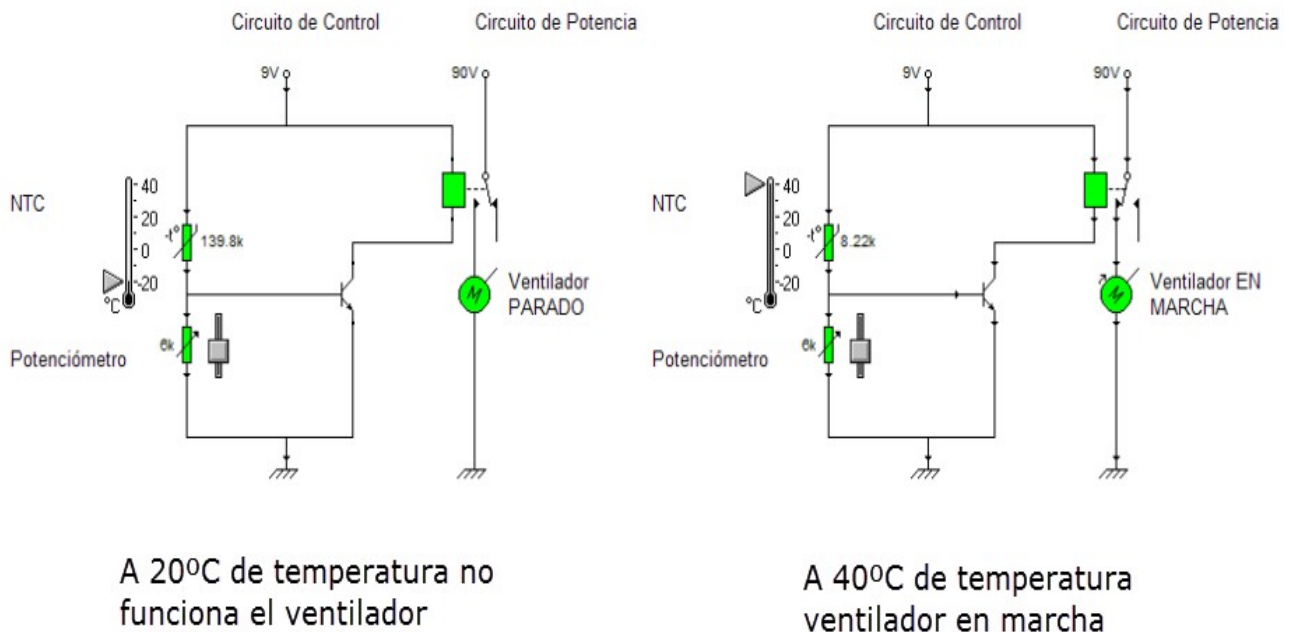 Circuito de Control
Circuito de Potencia
9V
90V
NTC
40
20
0
-20
°C
-tº
139.8k
Ventilador
PARADO
Potenciómetro
6k
A 20ºC de temperatura no
funciona el ventilador
Circuito de Control
Circuito de Potencia
9V
90V
NTC
40
20
0
-20
°C
-tº
8.22k
Ventilador EN
MARCHA
Potenciómetro
6k
A 40ºC de temperatura
ventilador en marcha